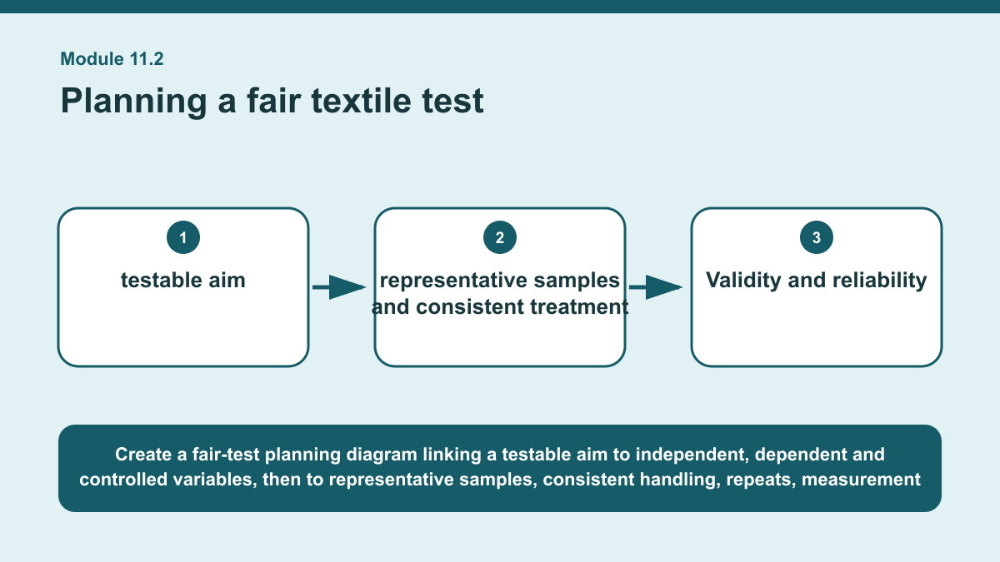 Module 11.2
Planning a fair textile test
1
testable aim
2
representative samples
and consistent treatment
3
Validity and reliability
Create a fair-test planning diagram linking a testable aim to independent, dependent and
controlled variables, then to representative samples, consistent handling, repeats, measurement